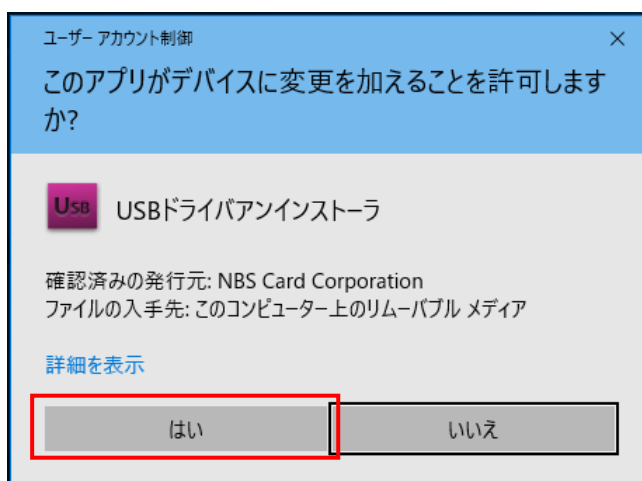 ユーザー アカウント制御
このアプリがデバイスに変更を加えることを許可します
か?
USB
USBドライバアンインストーラ
確認済みの発行元: NBS Card Corporation
ファイルの入手先: このコンピューター上のリムーバブル メディア
詳細を表示
はい
いいえ